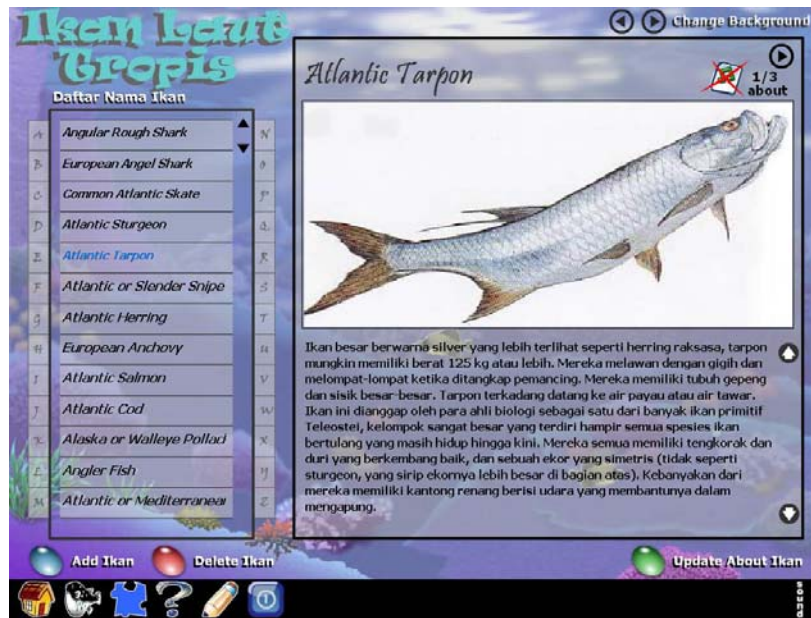 Ikan Laut
Tropis
Change Background
Daftar Nama Ikan
Angular Rough Shark
European Angel Shark
Common Atlantic Skate
Atlantic Sturgeon
Atlantic Tarpon
Atlantic or Slender Snipe
Atlantic Herring
European Anchovy
Atlantic Salmon
Atlantic Cod
Alaska or Walleye Pollac
Angler Fish
Atlantic or Mediterranear
A
B
C
D
E
F
G
H
I
J
K
L
M
N
O
P
Q
R
S
T
U
V
W
X
Y
Z
Atlantic Tarpon
1/3
about
Ikan besar berwarna silver yang lebih terlihat seperti herring raksasa, tarpon
mungkin memiliki berat 125 kg atau lebih. Mereka melawan dengan gigih dan
melompat-lompat ketika ditangkap pemancing. Mereka memiliki tubuh gepeng
dan sisik besar-besar. Tarpon terkadang datang ke air payau atau air tawar.
Ikan ini dianggap oleh para ahli biologi sebagai satu dari banyak ikan primitif
Teleostei, kelompok sangat besar yang terdiri hampir semua spesies ikan
bertulang yang masih hidup hingga kini. Mereka semua memiliki tengkorak dan
duri yang berkembang baik, dan sebuah ekor yang simetris (tidak seperti
sturgeon, yang sirip ekornya lebih besar di bagian atas). Kebanyakan dari
mereka memiliki kantong renang berisi udara yang membantunya dalam
mengapung.
Add Ikan
Delete Ikan
Update About Ikan
sound